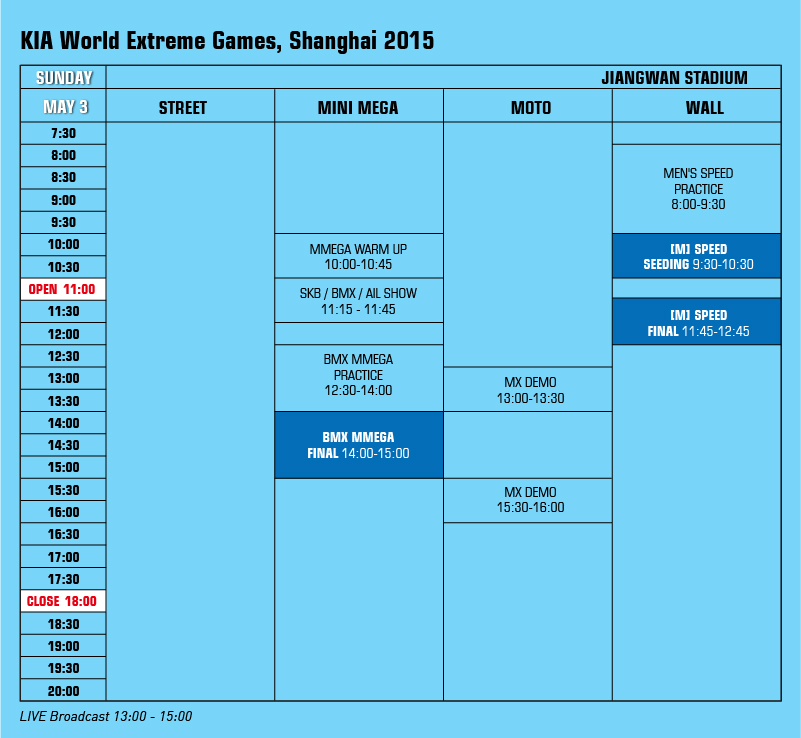 KIA World Extreme Games, Shanghai 2015
SUNDAY
JIANGWAN STADIUM
MAY 3
STREET
MINI MEGA
MOTO
WALL
7:30
8:00
8:30
9:00
9:30
10:00
10:30
OPEN 11:00
11:30
12:00
12:30
13:00
13:30
14:00
14:30
15:00
15:30
16:00
16:30
17:00
17:30
CLOSE 18:00
18:30
19:00
19:30
20:00
MMEGA WARM UP
10:00-10:45
SKB / BMX / AIL SHOW
11:15 - 11:45
BMX MMEGA
PRACTICE
12:30-14:00
BMX MMEGA
FINAL 14:00-15:00
MX DEMO
13:00-13:30
MX DEMO
15:30-16:00
MEN'S SPEED
PRACTICE
8:00-9:30
[M] SPEED
SEEDING 9:30-10:30
[M] SPEED
FINAL 11:45-12:45
LIVE Broadcast 13:00 - 15:00